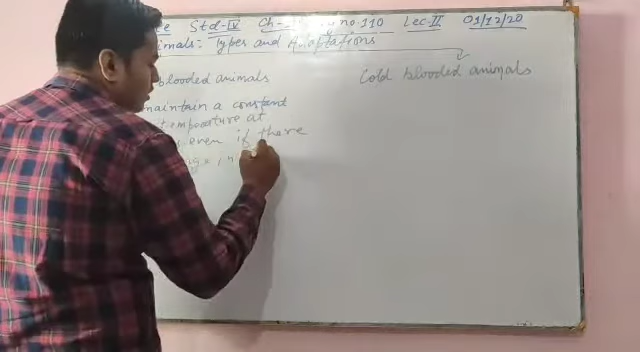 Std-IV Ch- no-110 Lec-II 01/12/20
imals: Types and Adaptations
blooded animals
Cold blooded animals
maintain a constant
temperature at
even if there
in